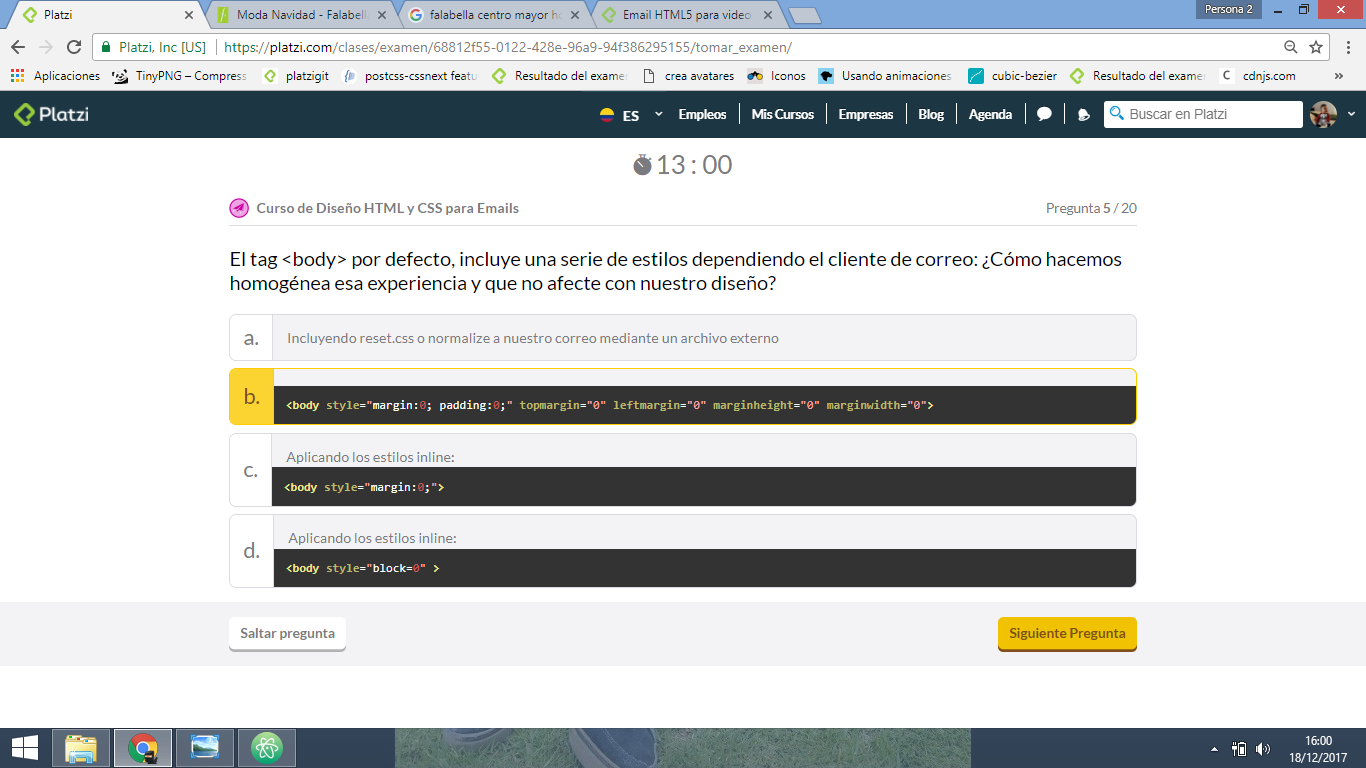 Platzi
Moda Navidad - Falabell
falabella centro mayor h
Email HTML5 para video
Persona 2
Platzi, Inc [US]
https://platzi.com/clases/examen/68812f55-0122-428e-96a9-94f386295155/tomar_examen/
Aplicaciones
TinyPNG – Compress
platzigit
postcss-cssnext featu
Resultado del exame
crea avatares
Iconos
Usando animaciones
cubic-bezier
Resultado del exame
cdnjs.com
»
Platzi
ES
Empleos
Mis Cursos
Empresas
Blog
Agenda
Buscar en Platzi
13 : 00
Curso de Diseño HTML y CSS para Emails
Pregunta 5 / 20
El tag <body> por defecto, incluye una serie de estilos dependiendo el cliente de correo: ¿Cómo hacemos
homogénea esa experiencia y que no afecte con nuestro diseño?
a.
Incluyendo reset.css o normalize a nuestro correo mediante un archivo externo
b.
<body style="margin:0; padding:0;" topmargin="0" leftmargin="0" marginheight="0" marginwidth="0">
c.
Aplicando los estilos inline:
<body style="margin:0;">
d.
Aplicando los estilos inline:
<body style="block=0" >
Saltar pregunta
Siguiente Pregunta
16:00
18/12/2017